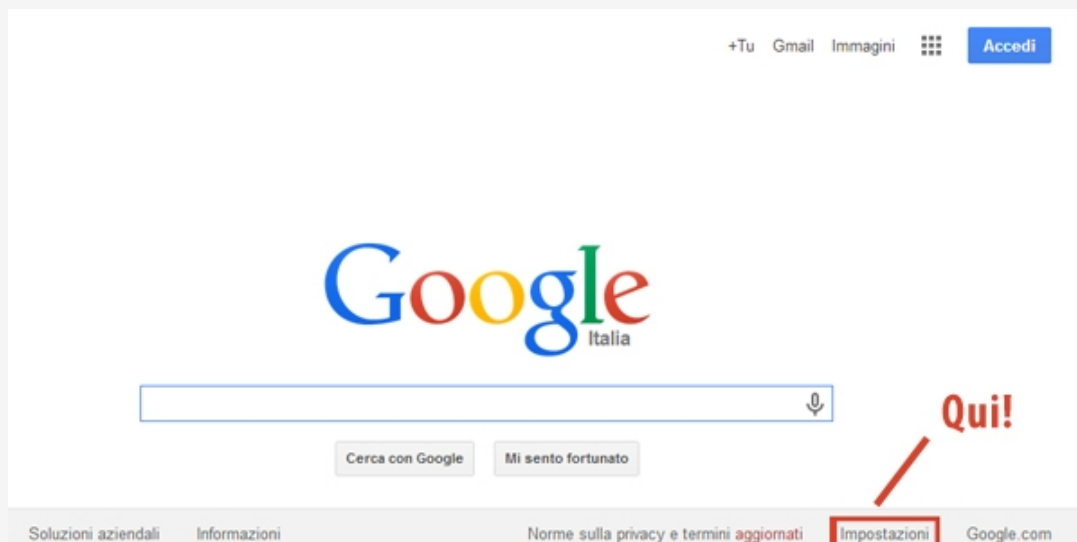 +Tu Gmail Immagini Accedi
Google
Italia
Qui!
Cerca con Google Mi sento fortunato
Soluzioni aziendali Informazioni Norme sulla privacy e termini aggiornati Impostazioni Google.com